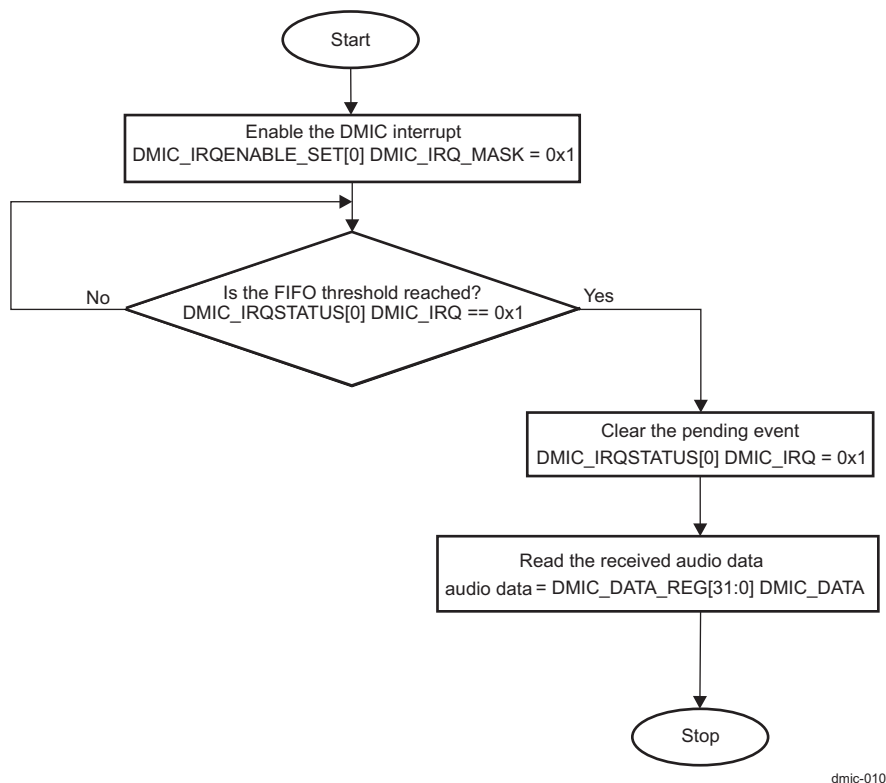 Start
Enable the DMIC interrupt
DMIC_IRQENABLE_SET[0] DMIC_IRQ_MASK = 0x1
Is the FIFO threshold reached?
DMIC_IRQSTATUS[0] DMIC_IRQ == 0x1
No
Yes
Clear the pending event
DMIC_IRQSTATUS[0] DMIC_IRQ = 0x1
Read the received audio data
audio data = DMIC_DATA_REG[31:0] DMIC_DATA
Stop
dmic-010